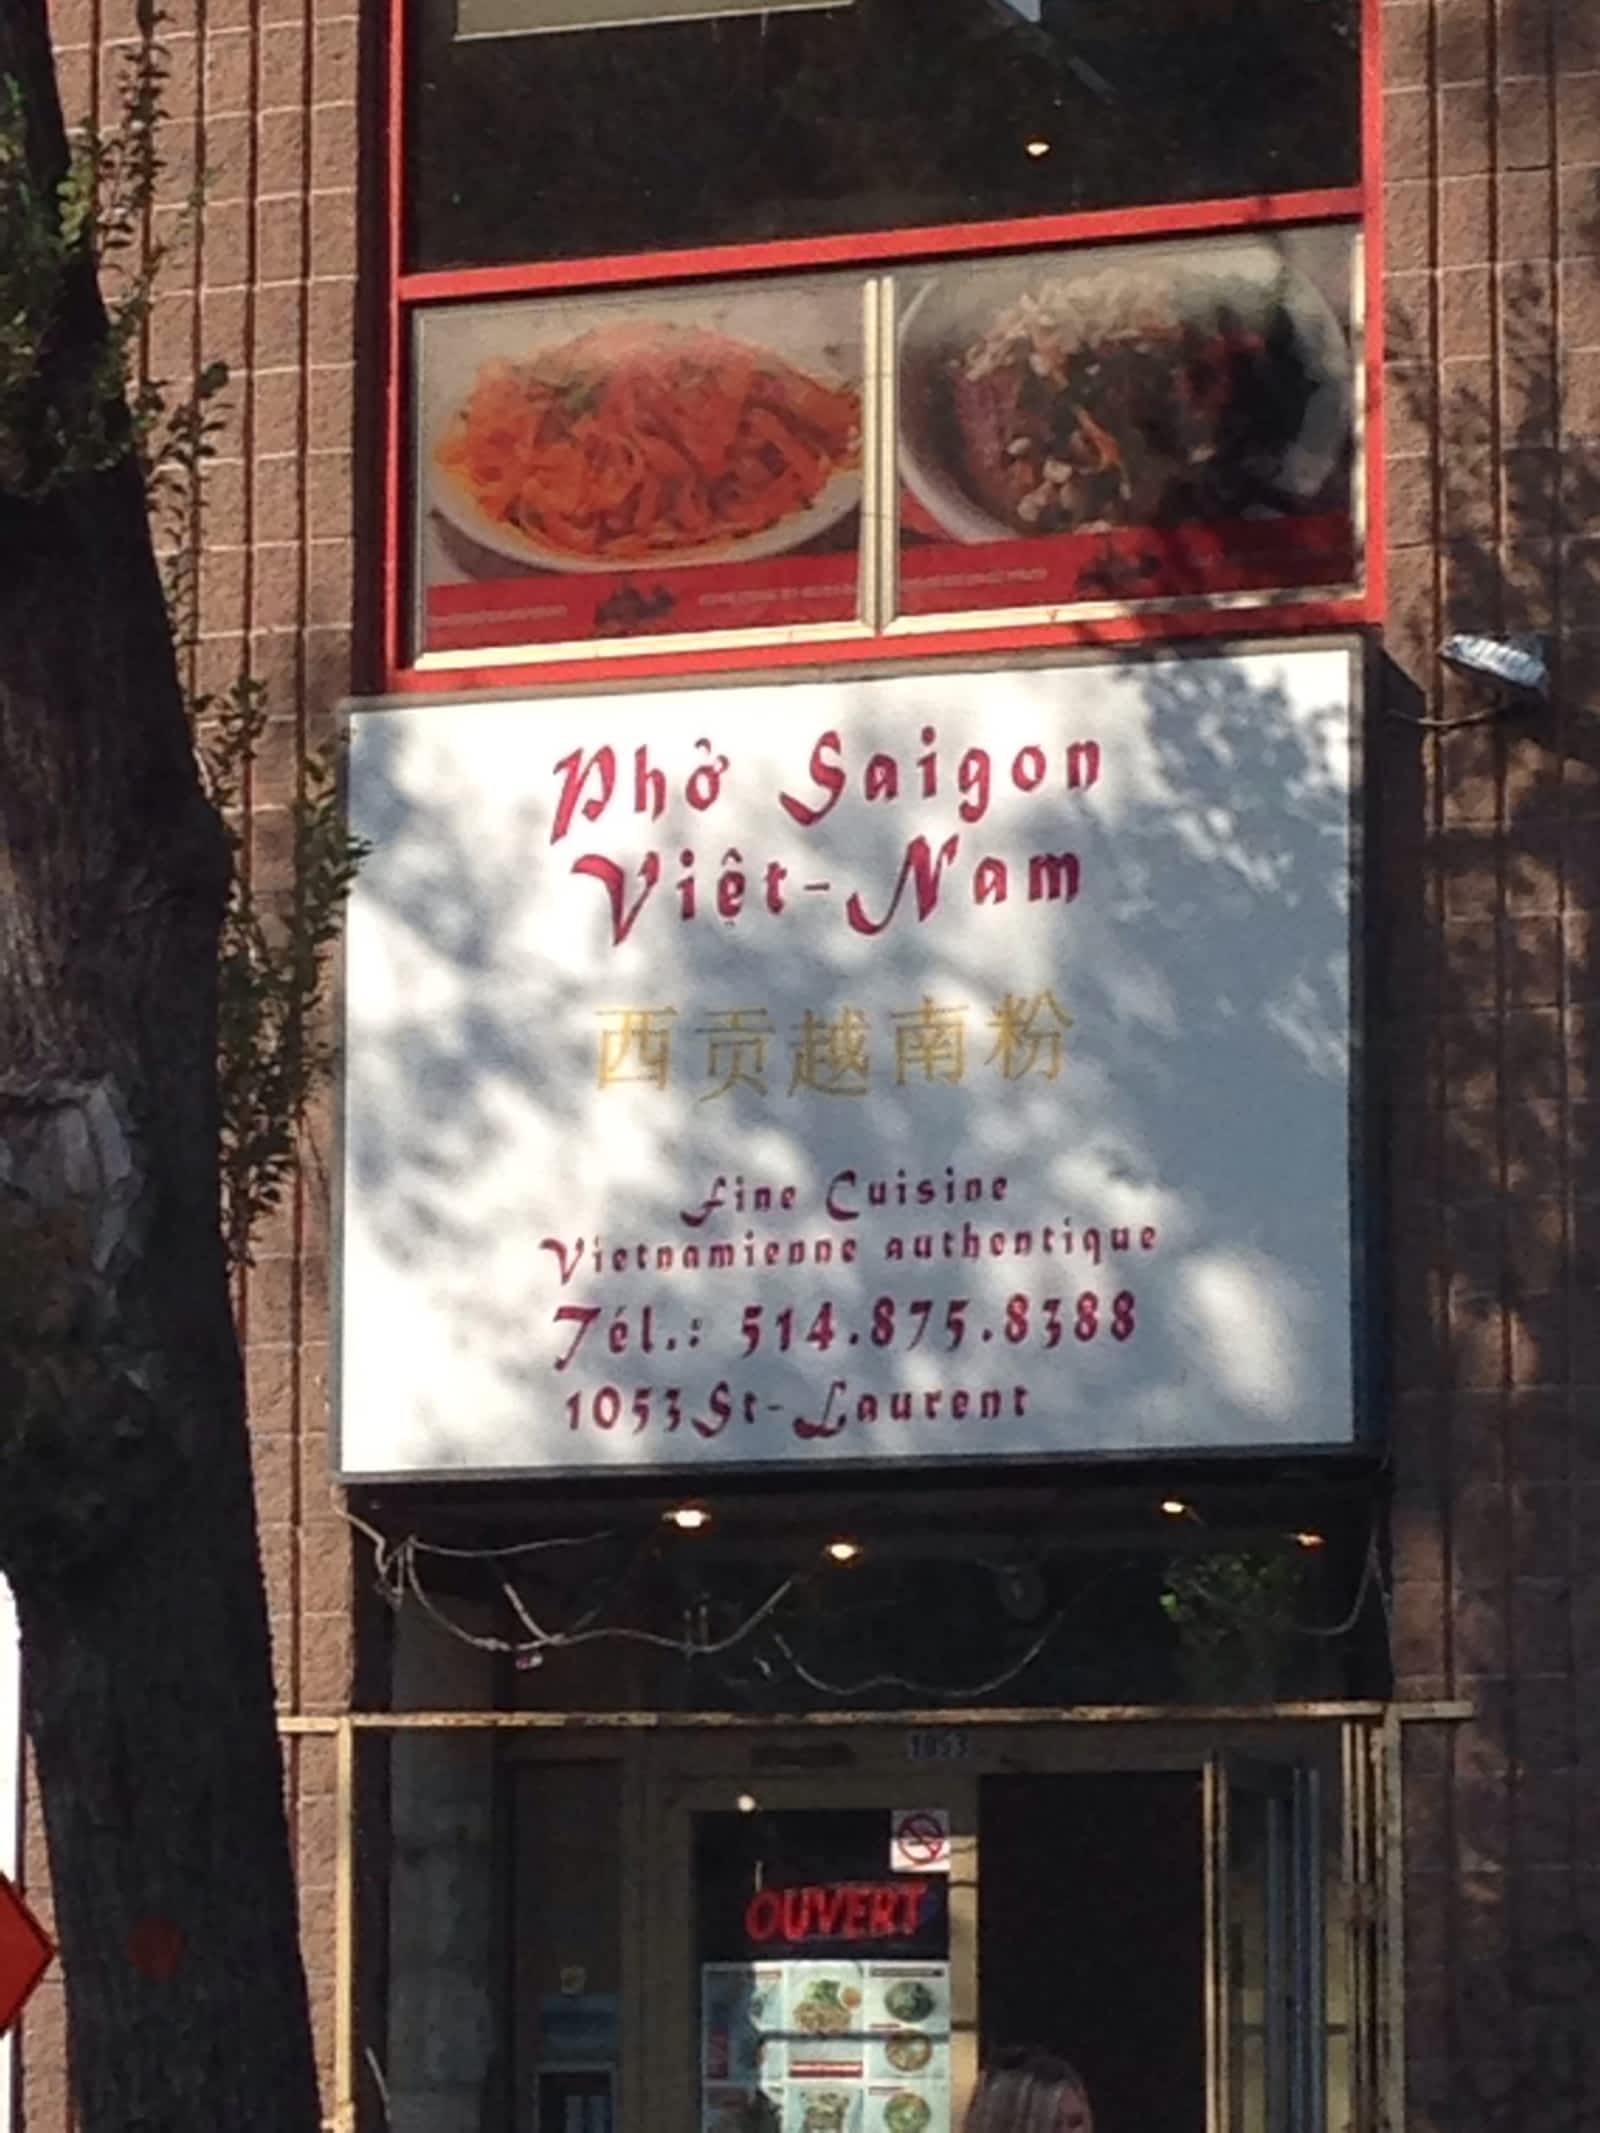 Phở Saigon
Việt-Nam
西贡越南粉
Fine Cuisine
Vietnamienne authentique
Tél.: 514.875.8388
1053 St-Laurent
1053
OUVERT